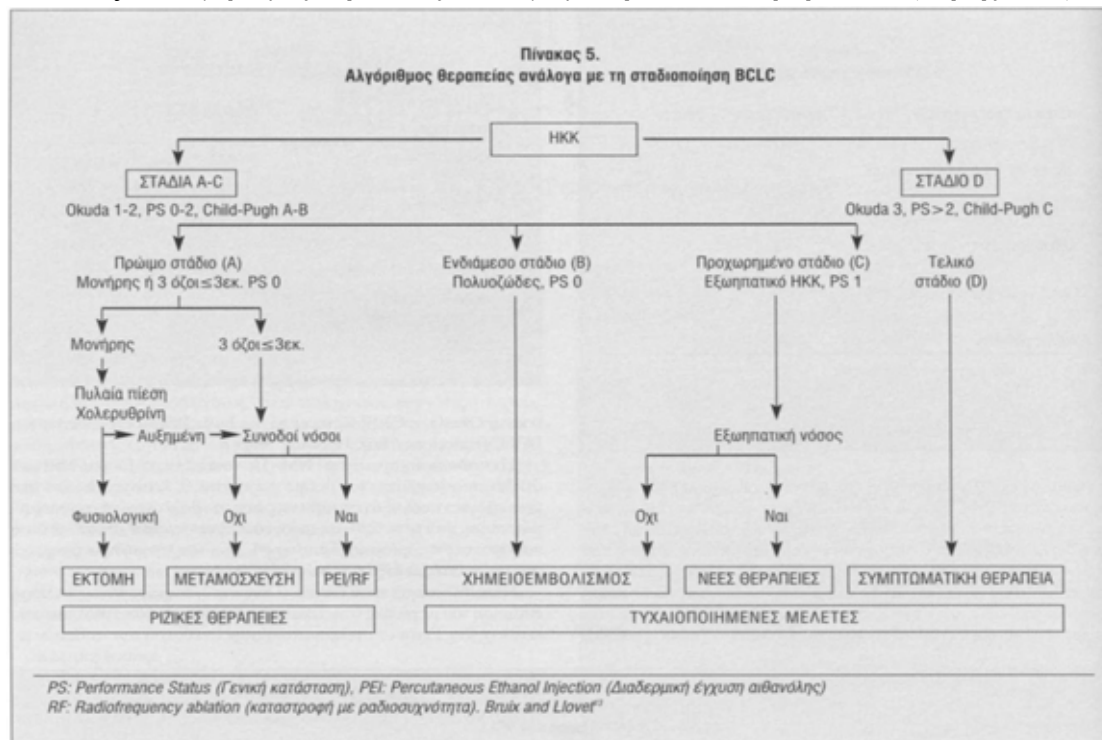 Πίνακας 5.
Αλγόριθμος θεραπείας ανάλογα με τη σταδιοποίηση BCLC
ΗΚΚ
ΣΤΑΔΙΑ Α-C
ΣΤΑΔΙΟ D
Okuda 1-2, PS 0-2, Child-Pugh A-B
Okuda 3, PS>2, Child-Pugh C
Πρώιμο στάδιο (Α)
Μονήρης ή 3 όζοι≤3εκ. PS 0
Ενδιάμεσο στάδιο (Β)
Πολυοζώδες, PS 0
Προχωρημένο στάδιο (C)
Εξωηπατικό ΗΚΚ, PS 1
Τελικό
στάδιο (D)
Μονήρης
3 όζοι≤3εκ.
Πυλαία πίεση
Χολερυθρίνη
Αυξημένη
Συνοδοί νόσοι
Εξωηπατική νόσος
Φυσιολογική
Οχι
Ναι
Οχι
Ναι
ΕΚΤΟΜΗ
ΜΕΤΑΜΟΣΧΕΥΣΗ
PEI/RF
ΧΗΜΕΙΟΕΜΒΟΛΙΣΜΟΣ
ΝΕΕΣ ΘΕΡΑΠΕΙΕΣ
ΣΥΜΠΤΩΜΑΤΙΚΗ ΘΕΡΑΠΕΙΑ
ΡΙΖΙΚΕΣ ΘΕΡΑΠΕΙΕΣ
ΤΥΧΑΙΟΠΟΙΗΜΕΝΕΣ ΜΕΛΕΤΕΣ
PS: Performance Status (Γενική κατάσταση), PEI: Percutaneous Ethanol Injection (Διαδερμική έγχυση αιθανόλης)
RF: Radiofrequency ablation (καταστροφή με ραδιοσυχνότητα). Bruix and Llovet